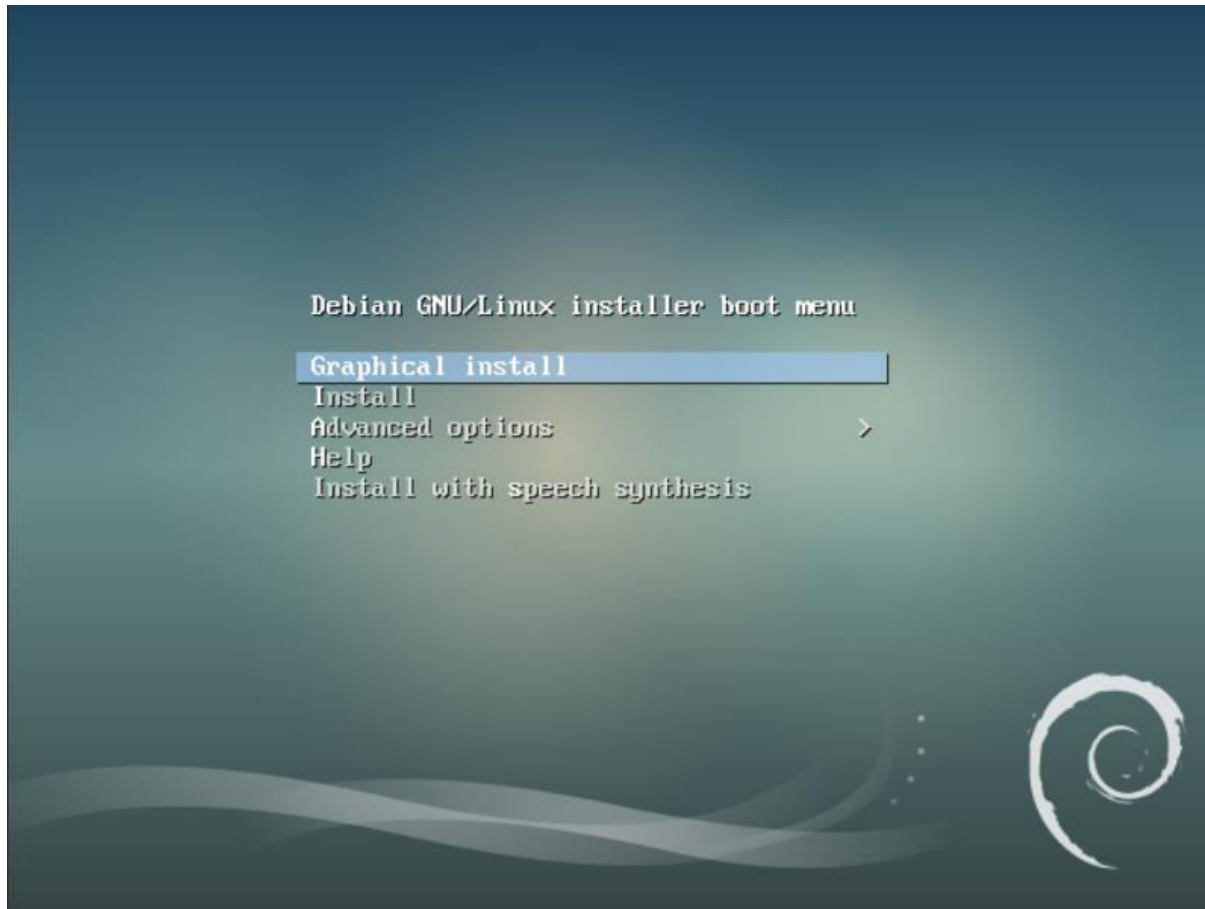 Debian GNU/Linux installer boot menu
Graphical install
Install
Advanced options >
Help
Install with speech synthesis